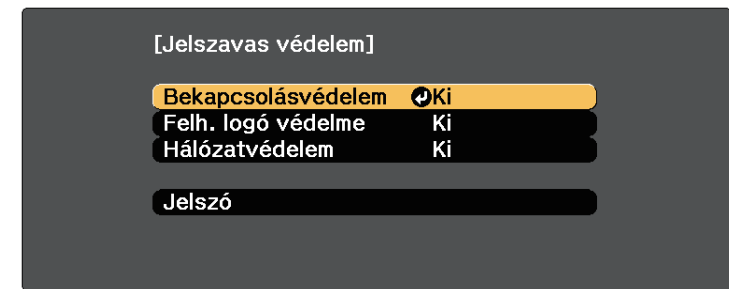 [Jelszavas védelem]
Bekapcsolásvédelem Ki
Felh. logó védelme Ki
Hálózatvédelem Ki
Jelszó